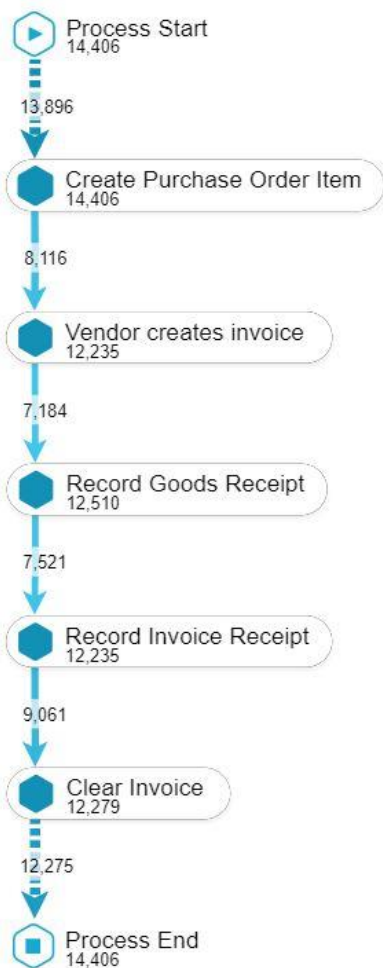 Process Start
14,406
13,896
Create Purchase Order Item
14,406
8,116
Vendor creates invoice
12,235
7,184
Record Goods Receipt
12,510
7,521
Record Invoice Receipt
12,235
9,061
Clear Invoice
12,279
12,275
Process End
14,406